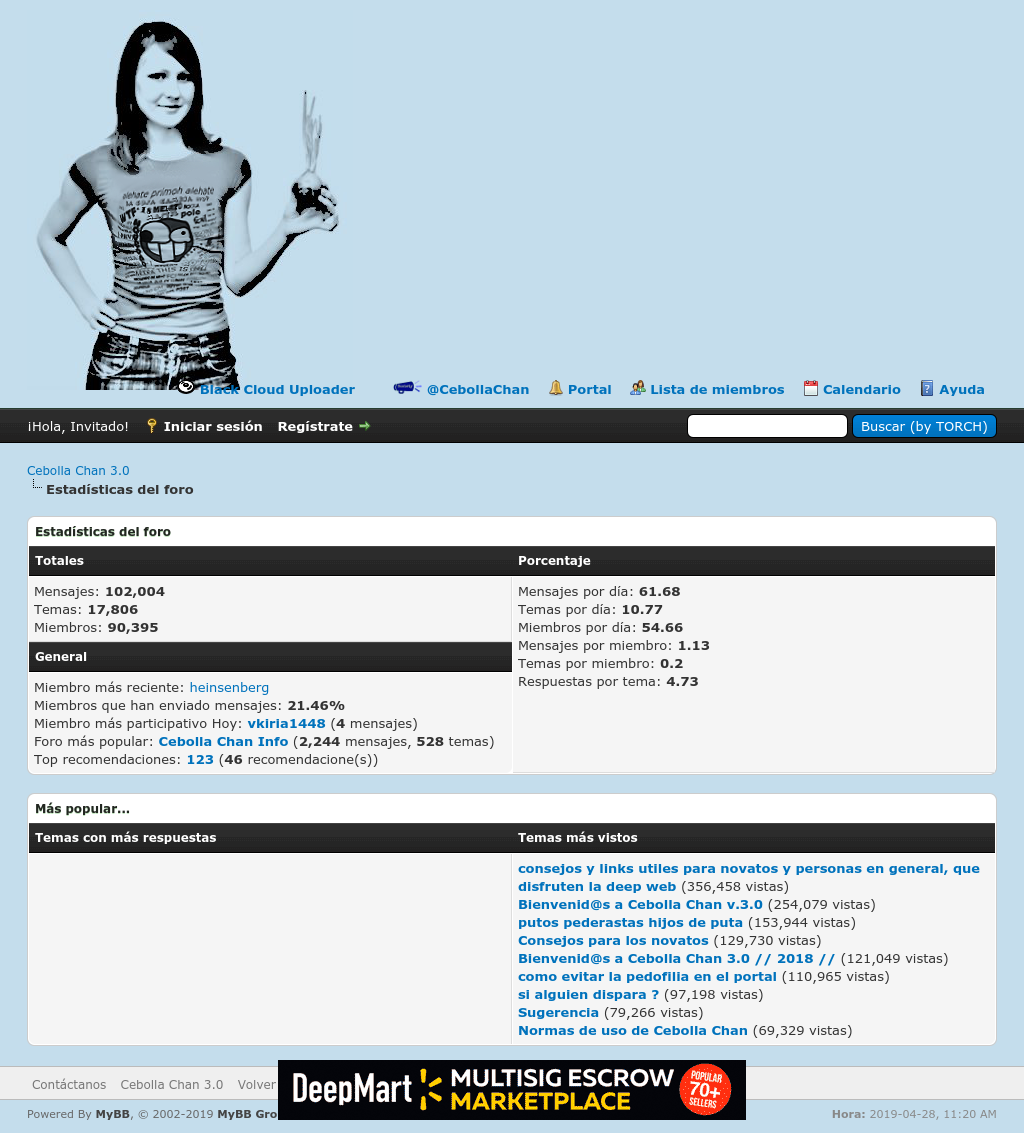 alehate primoh alehate
polo
Black Cloud Uploader
@CebollaChan
Portal
Lista de miembros
Calendario
Ayuda
¡Hola, Invitado!
Iniciar sesión
Regístrate
Buscar (by TORCH)
Cebolla Chan 3.0
Estadísticas del foro
Estadísticas del foro
Totales
Mensajes: 102,004
Temas: 17,806
Miembros: 90,395
General
Miembro más reciente: heinsenberg
Miembros que han enviado mensajes: 21.46%
Miembro más participativo Hoy: vkiria1448 (4 mensajes)
Foro más popular: Cebolla Chan Info (2,244 mensajes, 528 temas)
Top recomendaciones: 123 (46 recomendacione(s))
Porcentaje
Mensajes por día: 61.68
Temas por día: 10.77
Miembros por día: 54.66
Mensajes por miembro: 1.13
Temas por miembro: 0.2
Respuestas por tema: 4.73
Más popular...
Temas con más respuestas
Temas más vistos
consejos y links utiles para novatos y personas en general, que
disfruten la deep web (356,458 vistas)
Bienvenid@s a Cebolla Chan v.3.0 (254,079 vistas)
putos pederastas hijos de puta (153,944 vistas)
Consejos para los novatos (129,730 vistas)
Bienvenid@s a Cebolla Chan 3.0 // 2018 // (121,049 vistas)
como evitar la pedofilia en el portal (110,965 vistas)
si alguien dispara ? (97,198 vistas)
Sugerencia (79,266 vistas)
Normas de uso de Cebolla Chan (69,329 vistas)
Contáctanos
Cebolla Chan 3.0
Volver
DeepMart
MULTISIG ESCROW
MARKETPLACE
POPULAR
70+
SELLERS
Powered By MyBB, © 2002-2019 MyBB Gro
Hora: 2019-04-28, 11:20 AM